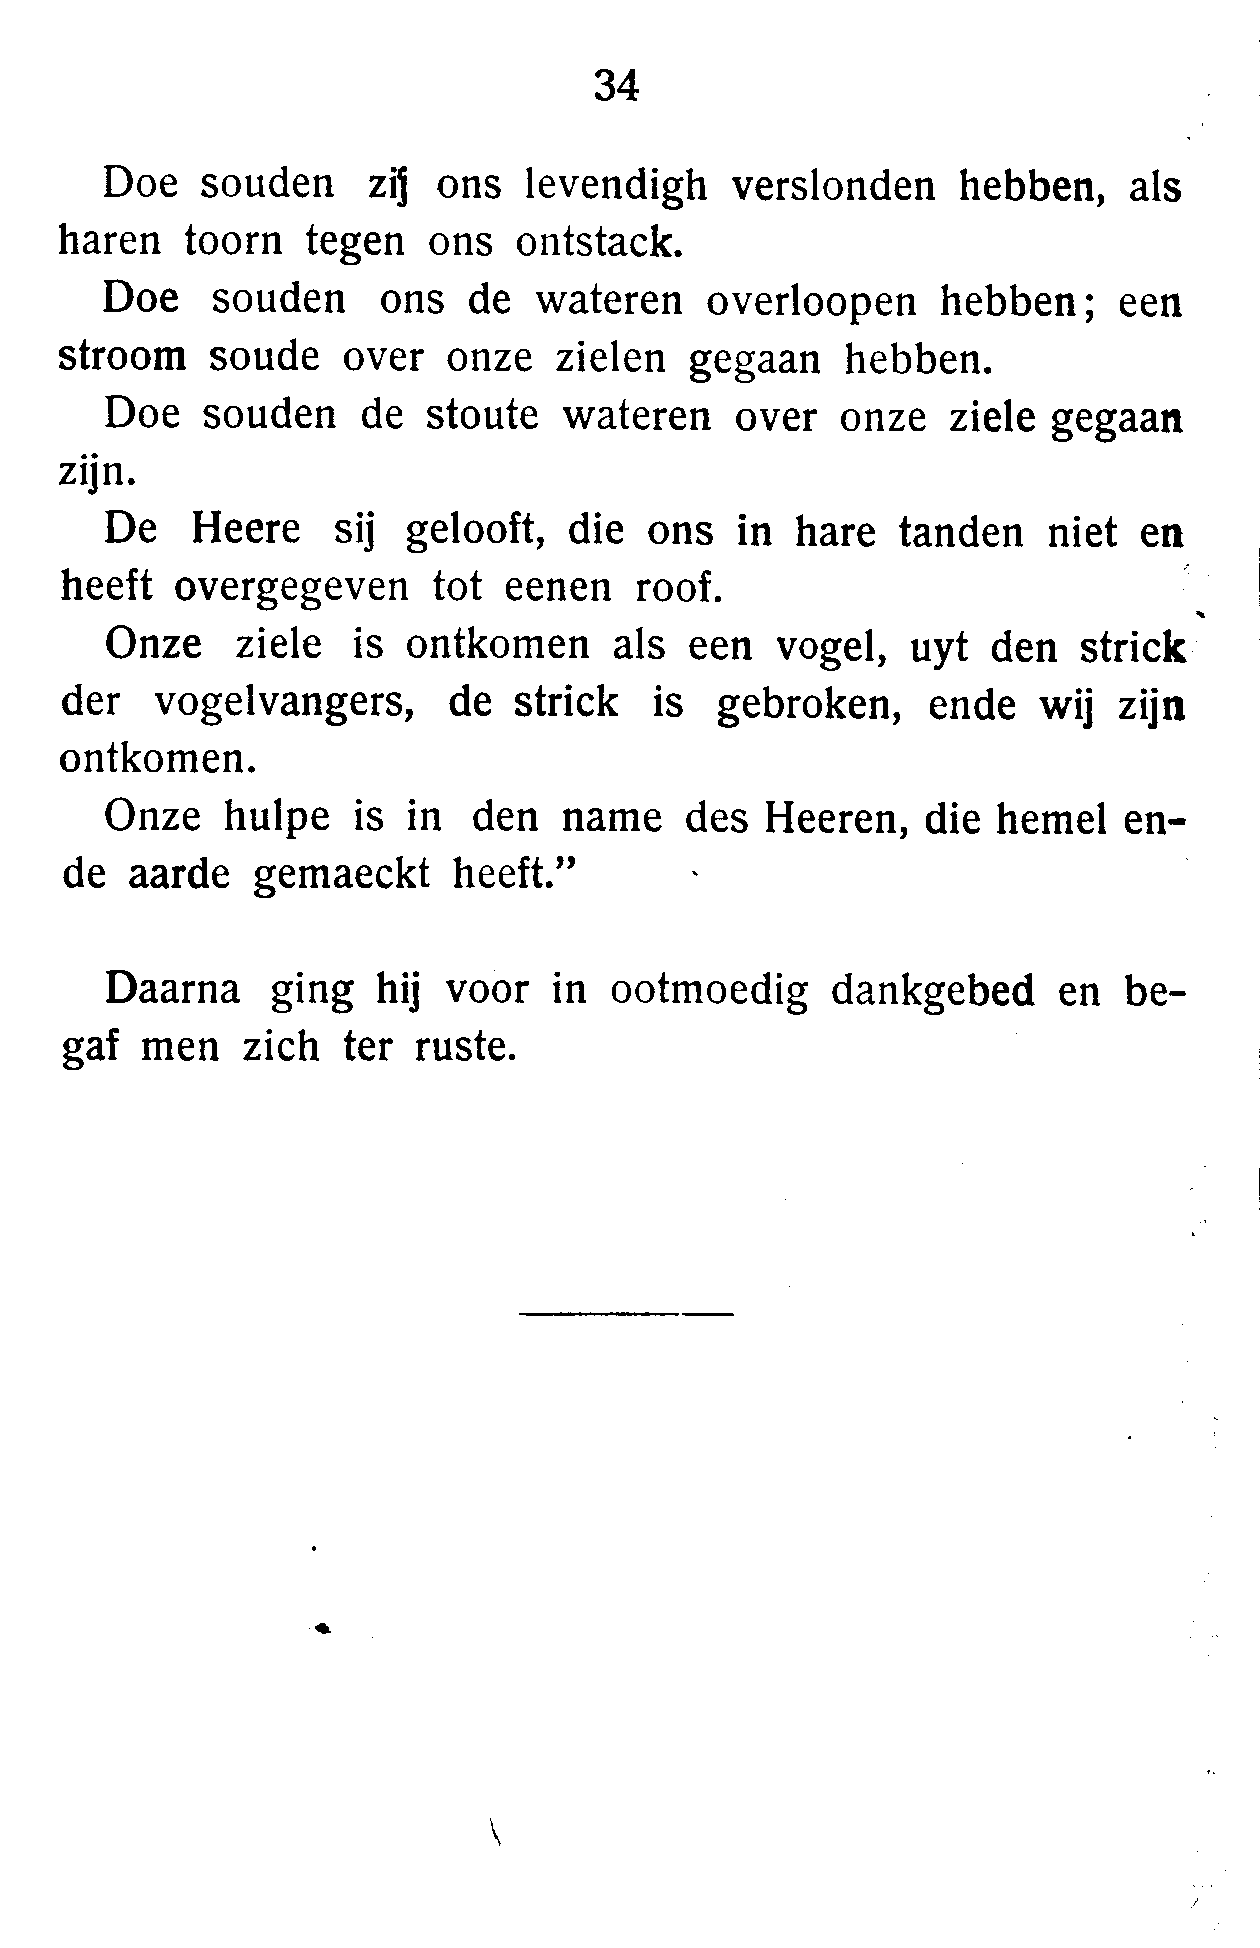 34
Doe souden zij ons levendigh verslonden hebben, als
haren toorn tegen ons ontstack.
Doe souden ons de wateren overloopen hebben; een
stroom soude over onze zielen gegaan hebben.
Doe souden de stoute wateren over onze ziele gegaan
zijn.
De Heere sij gelooft, die ons in hare tanden niet en
heeft overgegeven tot eenen roof.
Onze ziele is ontkomen als een vogel, uyt den strick
der vogelvangers, de strick is gebroken, ende wij zijn
ontkomen.
Onze hulpe is in den name des Heeren, die hemel en-
de aarde gemaeckt heeft.”
Daarna ging hij voor in ootmoedig dankgebed en be-
gaf men zich ter ruste.